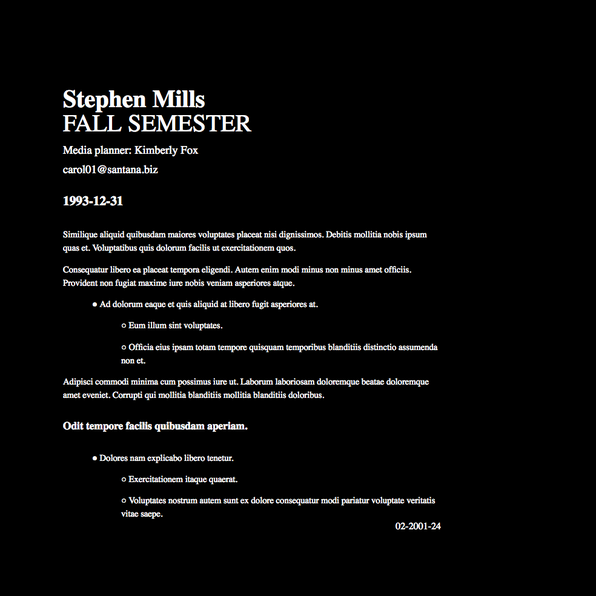 Stephen Mills
FALL SEMESTER
Media planner: Kimberly Fox
carol01@santana.biz
1993-12-31
Similique aliquid quibusdam maiores voluptates placeat nisi dignissimos. Debitis mollitia nobis ipsum
quas et. Voluptatibus quis dolorum facilis ut exercitationem quos.
Consequatur libero ea placeat tempora eligendi. Autem enim modi minus non minus amet officiis.
Provident non fugiat maxime iure nobis veniam asperiores atque.
● Ad dolorum eaque et quis aliquid at libero fugit asperiores at.
○ Eum illum sint voluptates.
○ Officia eius ipsam totam tempore quisquam temporibus blanditiis distinctio assumenda
non et.
Adipisci commodi minima cum possimus iure ut. Laborum laboriosam doloremque beatae doloremque
amet eveniet. Corrupti qui mollitia blanditiis mollitia blanditiis doloribus.
Odit tempore facilis quibusdam aperiam.
● Dolores nam explicabo libero tenetur.
○ Exercitationem itaque quaerat.
○ Voluptates nostrum autem sunt ex dolore consequatur modi pariatur voluptate veritatis
vitae saepe.
02-2001-24